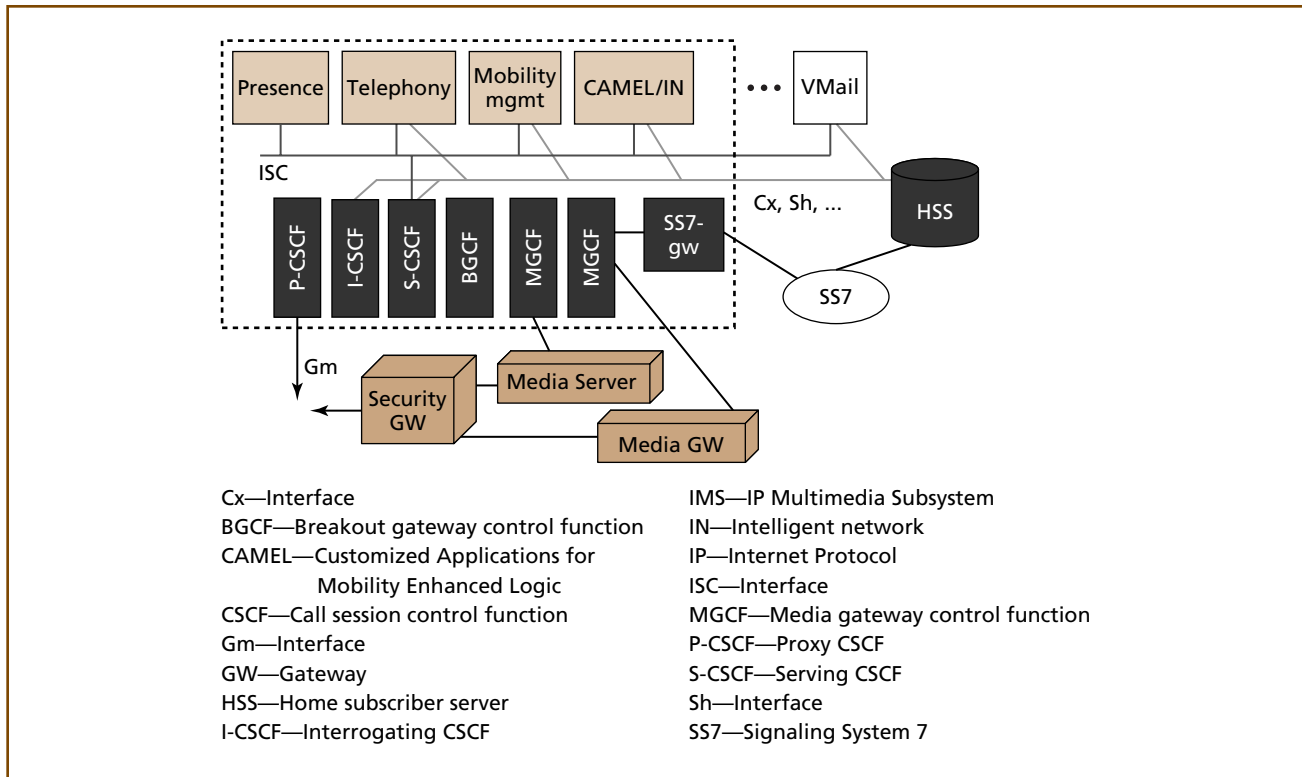 Presence
Telephony
Mobility
mgmt
CAMEL/IN
•••
VMail
ISC
Cx, Sh, ...
HSS
P-CSCF
I-CSCF
S-CSCF
BGCF
MGCF
MGCF
SS7-
gw
SS7
Gm
Security
GW
Media Server
Media GW
Cx—Interface
BGCF—Breakout gateway control function
CAMEL—Customized Applications for
Mobility Enhanced Logic
CSCF—Call session control function
Gm—Interface
GW—Gateway
HSS—Home subscriber server
I-CSCF—Interrogating CSCF
IMS—IP Multimedia Subsystem
IN—Intelligent network
IP—Internet Protocol
ISC—Interface
MGCF—Media gateway control function
P-CSCF—Proxy CSCF
S-CSCF—Serving CSCF
Sh—Interface
SS7—Signaling System 7